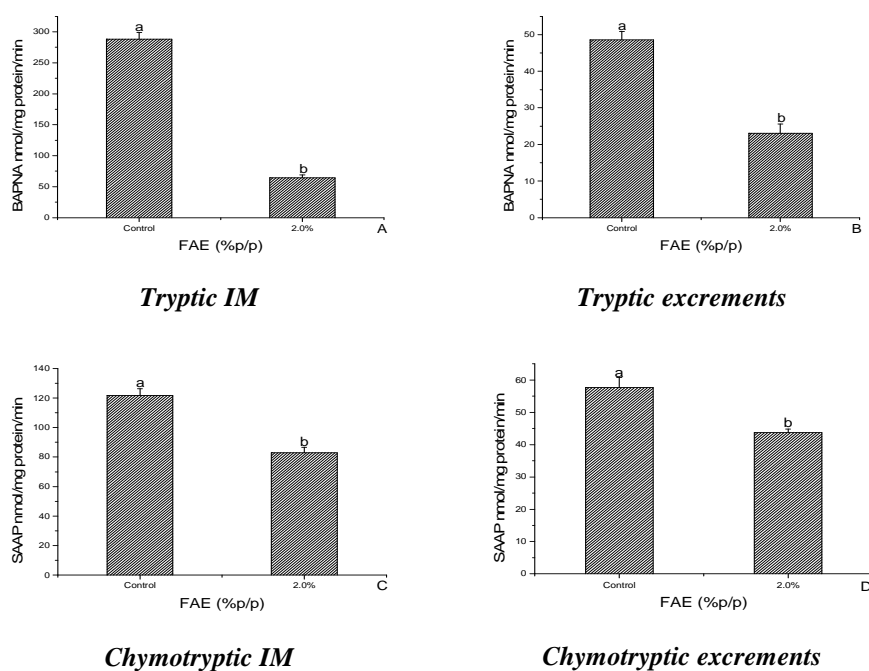 300
250
200
150
100
50
0
BAPNA nmol/mg protein/min
a
b
Control
2.0%
FAE (%p/p)
A
Tryptic IM
50
40
30
20
10
0
BAPNA nmol/mg protein/min
a
b
Control
2.0%
FAE (%p/p)
B
Tryptic excrements
140
120
100
80
60
40
20
0
SAAP nmol/mg protein/min
a
b
Control
2.0%
FAE (%p/p)
C
Chymotryptic IM
60
50
40
30
20
10
0
SAAP nmol/mg protein/min
a
b
Control
2.0%
FAE (%p/p)
D
Chymotryptic excrements